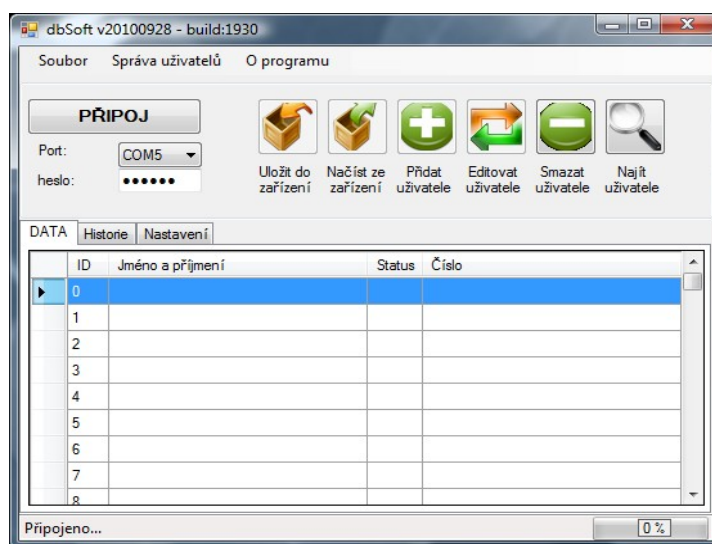 dbSoft v20100928 - build:1930
Soubor Správa uživatelů O programu
PŘIPOJ
Port: COM5
heslo: ••••••
Uložit do zařízení
Načíst ze zařízení
Přidat uživatele
Editovat uživatele
Smazat uživatele
Najít uživatele
DATA Historie Nastavení
ID Jméno a příjmení Status Číslo
0
1
2
3
4
5
6
7
8
Připojeno... 0 %